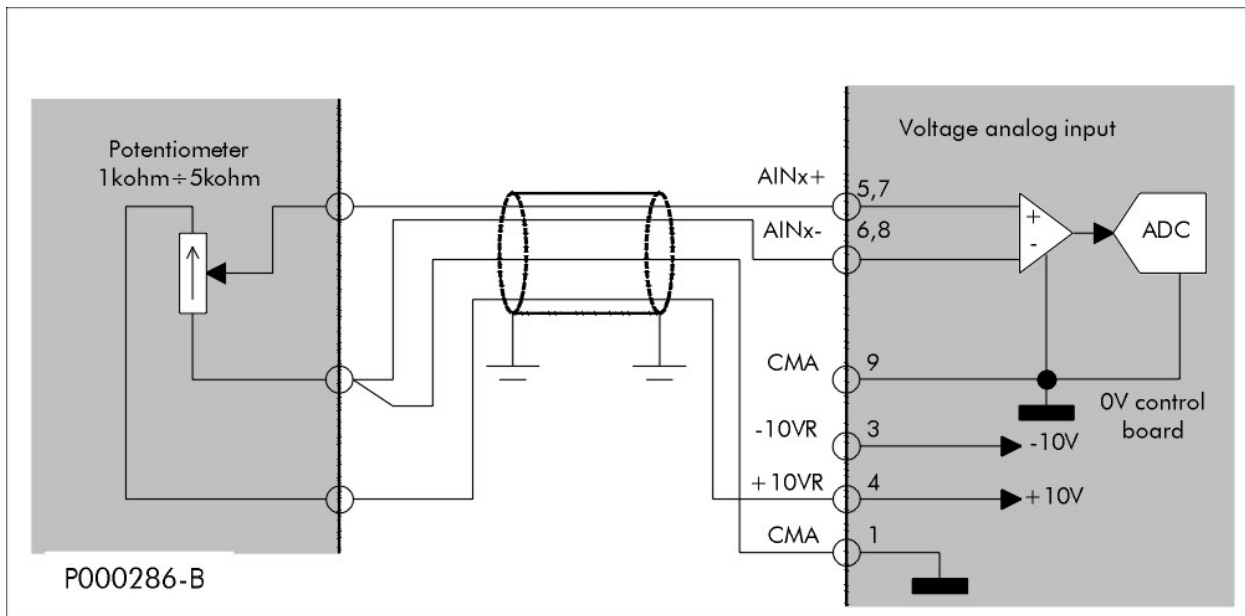 Potentiometer
1kohm÷5kohm
Voltage analog input
AINx+
5,7
AINx-
6,8
+
-
ADC
CMA
9
0V control
board
-10VR
3
-10V
+10VR
4
+10V
CMA
1
P000286-B